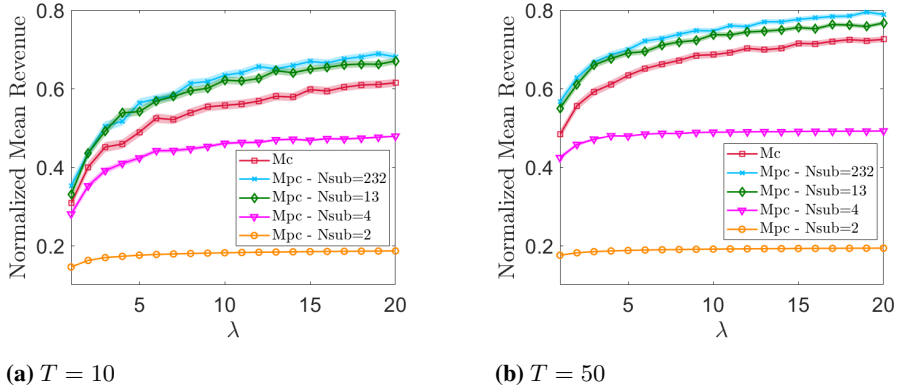 Normalized Mean Revenue
0.8
0.6
0.4
0.2
Mc
Mpc - Nsub=232
Mpc - Nsub=13
Mpc - Nsub=4
Mpc - Nsub=2
5 10 15 20
λ
(a) T = 10
Normalized Mean Revenue
0.8
0.6
0.4
0.2
Mc
Mpc - Nsub=232
Mpc - Nsub=13
Mpc - Nsub=4
Mpc - Nsub=2
5 10 15 20
λ
(b) T = 50